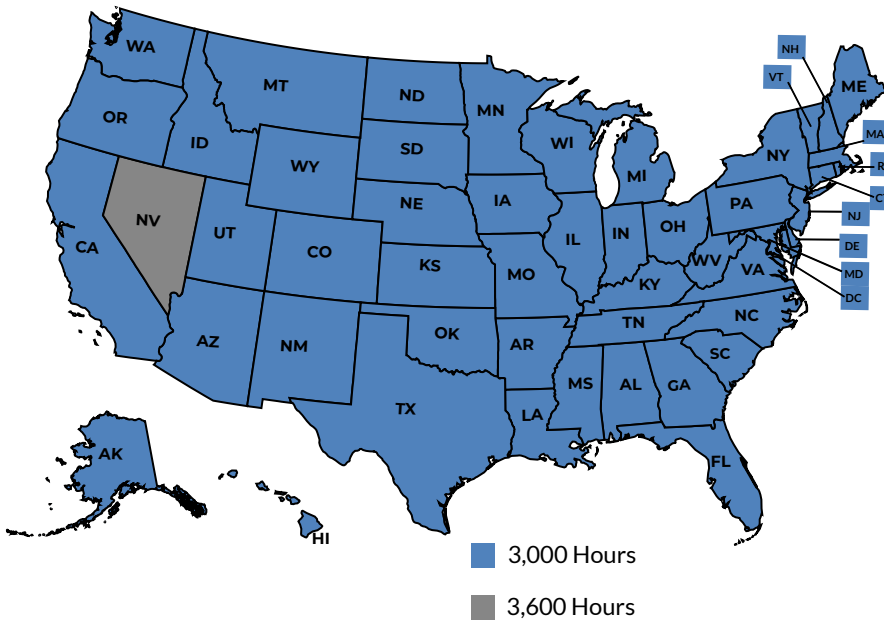 WA
NH
VT
ME
MT
ND
MN
OR
ID
WI
MA
SD
NY
R
WY
MI
CT
IA
NE
PA
NJ
NV
OH
UT
IL
IN
DE
CA
CO
WV
KS
MO
VA
MD
KY
DC
NC
TN
OK
AZ
NM
AR
SC
MS
AL
GA
TX
LA
AK
FL
HI
3,000 Hours
3,600 Hours